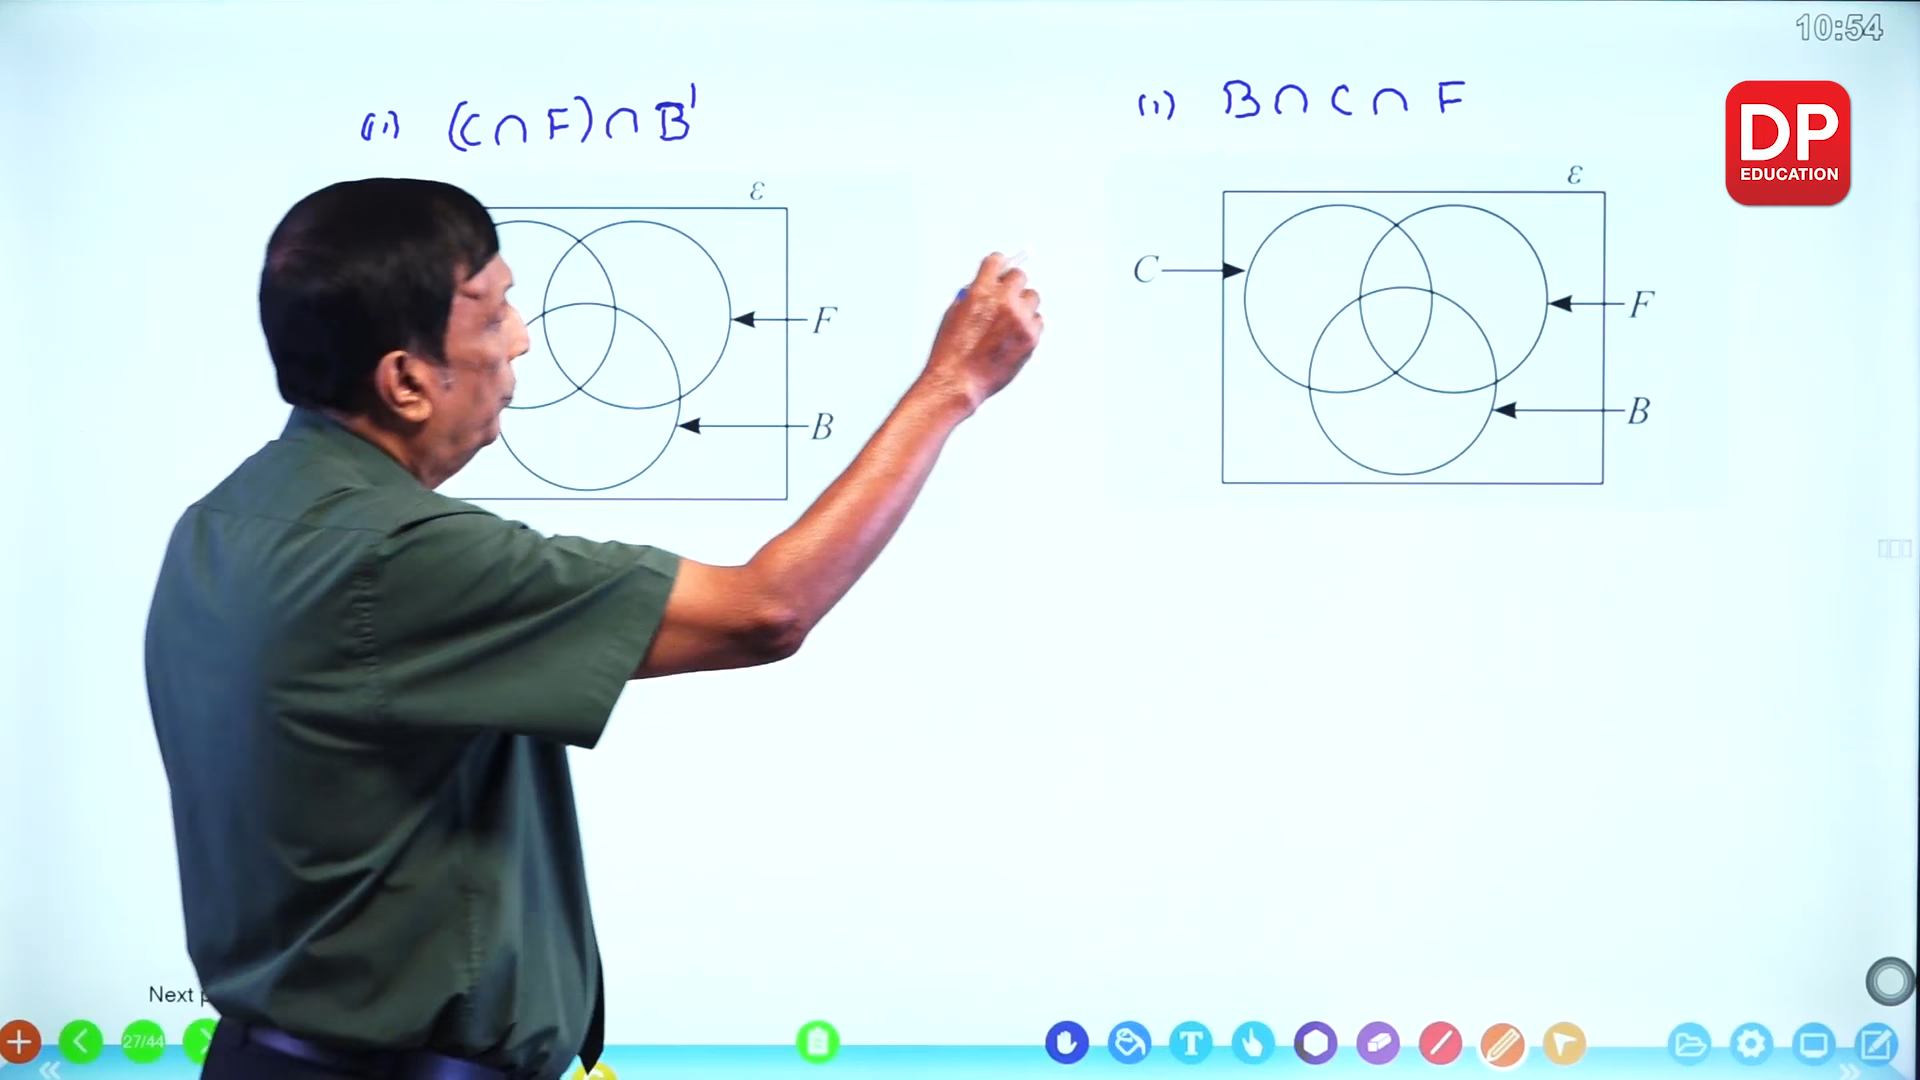 10:54
(ii) (C ∩ F) ∩ B'
(i) B ∩ C ∩ F
DP
EDUCATION
ε
F
B
ε
C
F
B
Next
27/44
T